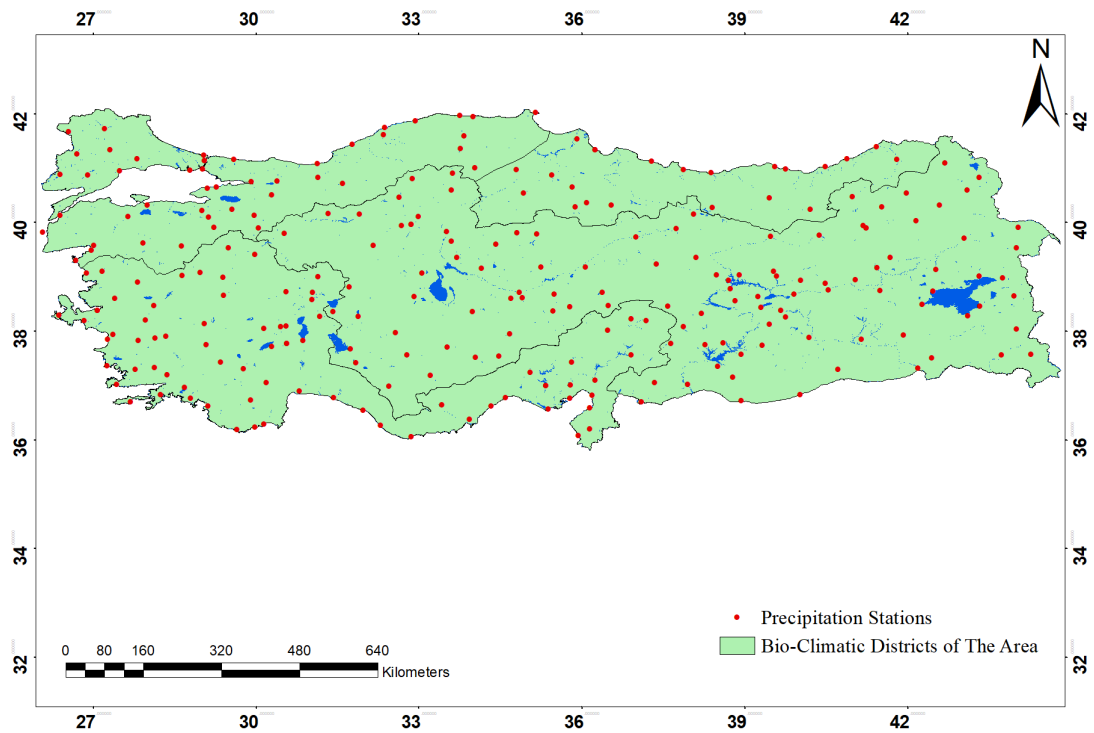 27 30 33 36 39 42
N
42 42
40 40
38 38
36 36
34 34
32 32
Precipitation Stations
Bio-Climatic Districts of The Area
0 80 160 320 480 640
Kilometers
27 30 33 36 39 42